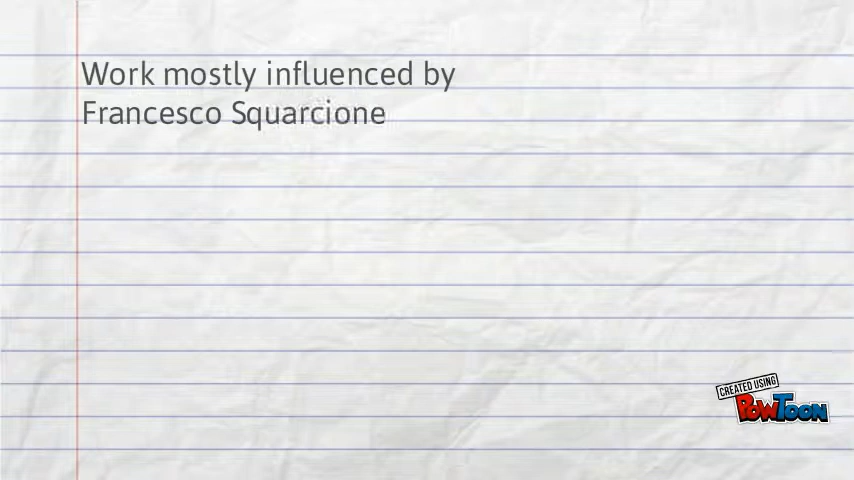 Work mostly influenced by
Francesco Squarcione
CREATED USING
PowToon